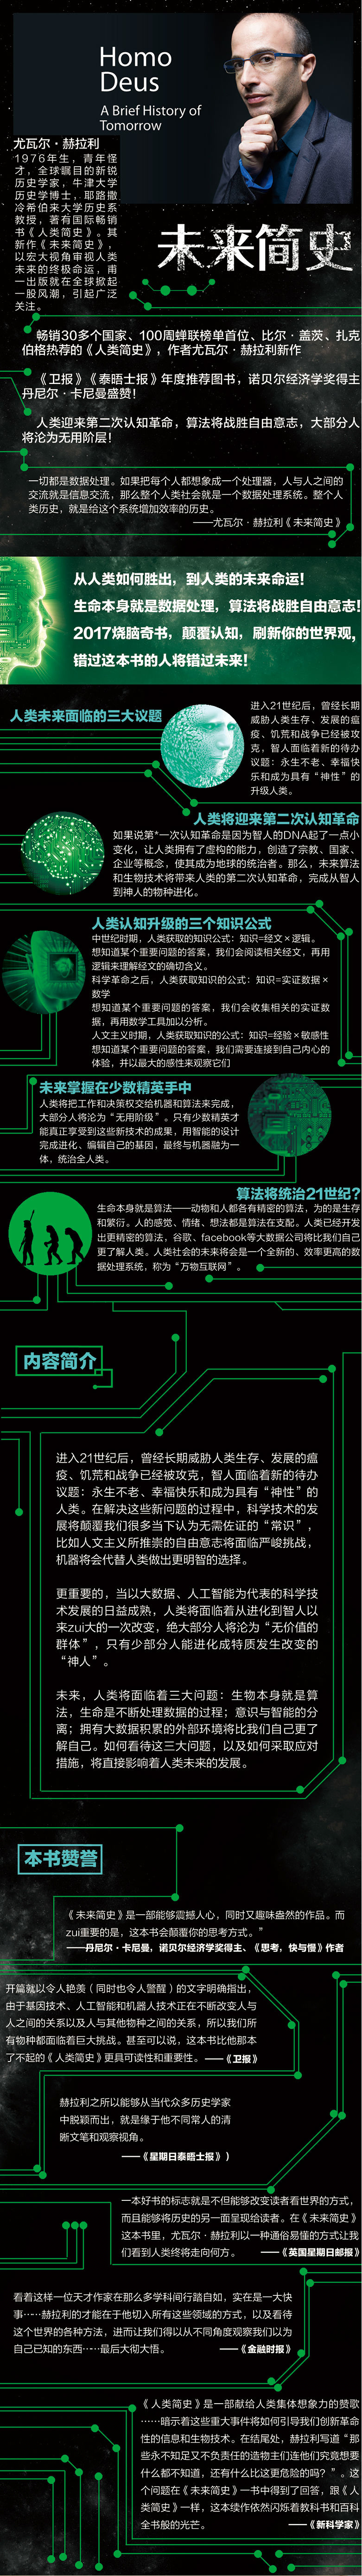 Homo
Deus
A Brief History of
Tomorrow
尤瓦尔·赫拉利
1976年生，青年怪
才，全球瞩目的新锐
历史学家，牛津大学
历史学博士，耶路撒
冷希伯来大学历史系
教授，著有国际畅销
书《人类简史》。其
新作《未来简史》，
以宏大视角审视人类
未来的终极命运，甫
一出版就在全球掀起
一股风潮，引起广泛
关注。
未来简史
畅销30多个国家、100周蝉联榜单首位、比尔·盖茨、扎克
伯格热荐的《人类简史》，作者尤瓦尔·赫拉利新作
《卫报》《泰晤士报》年度推荐图书，诺贝尔经济学奖得主
丹尼尔·卡尼曼盛赞！
人类迎来第二次认知革命，算法将战胜自由意志，大部分人
将沦为无用阶层！
一切都是数据处理。如果把每个人都想象成一个处理器，人与人之间的
交流就是信息交流，那么整个人类社会就是一个数据处理系统。整个人
类历史，就是给这个系统增加效率的历史。
——尤瓦尔·赫拉利《未来简史》
从人类如何胜出，到人类的未来命运！
生命本身就是数据处理，算法将战胜自由意志！
2017烧脑奇书，颠覆认知，刷新你的世界观，
错过这本书的人将错过未来！
人类未来面临的三大议题
进入21世纪后，曾经长期
威胁人类生存、发展的瘟
疫、饥荒和战争已经被攻
克，智人面临着新的待办
议题：永生不老、幸福快
乐和成为具有“神性”的
升级人类。
人类将迎来第二次认知革命
如果说第*一次认知革命是因为智人的DNA起了一点小
变化，让人类拥有了虚构的能力，创造了宗教、国家、
企业等概念，使其成为地球的统治者。那么，未来算法
和生物技术将带来人类的第二次认知革命，完成从智人
到神人的物种进化。
人类认知升级的三个知识公式
中世纪时期，人类获取的知识公式：知识=经文×逻辑。
想知道某个重要问题的答案，我们会阅读相关经文，再用
逻辑来理解经文的确切含义。
科学革命之后，人类获取知识的公式：知识=实证数据×
数学
想知道某个重要问题的答案，我们会收集相关的实证数
据，再用数学工具加以分析。
人文主义时期，人类获取知识的公式：知识=经验×敏感性
想知道某个重要问题的答案，我们需要连接到自己内心的
体验，并以最大的感性来观察它们
未来掌握在少数精英手中
人类将把工作和决策权交给机器和算法来完成，
大部分人将沦为“无用阶级”。只有少数精英才
能真正享受到这些新技术的成果，用智能的设计
完成进化、编辑自己的基因，最终与机器融为一
体，统治全人类。
算法将统治21世纪？
生命本身就是算法——动物和人都各有精密的算法，为的是生存
和繁衍。人的感觉、情绪、想法都是算法在支配。人类已经开发
出更精密的算法，谷歌、facebook等大数据公司将比我们自己
更了解人类。人类社会的未来将会是一个全新的、效率更高的数
据处理系统，称为“万物互联网”。
内容简介
进入21世纪后，曾经长期威胁人类生存、发展的瘟
疫、饥荒和战争已经被攻克，智人面临着新的待办
议题：永生不老、幸福快乐和成为具有“神性”的
人类。在解决这些新问题的过程中，科学技术的发
展将颠覆我们很多当下认为无需佐证的“常识”，
比如人文主义所推崇的自由意志将面临严峻挑战，
机器将会代替人类做出更明智的选择。
更重要的，当以大数据、人工智能为代表的科学技
术发展的日益成熟，人类将面临着从进化到智人以
来zui大的一次改变，绝大部分人将沦为“无价值的
群体”，只有少部分人能进化成特质发生改变的
“神人”。
未来，人类将面临着三大问题：生物本身就是算
法，生命是不断处理数据的过程；意识与智能的分
离；拥有大数据积累的外部环境将比我们自己更了
解自己。如何看待这三大问题，以及如何采取应对
措施，将直接影响着人类未来的发展。
本书赞誉
《未来简史》是一部能够震撼人心，同时又趣味盎然的作品。而
zui重要的是，这本书会颠覆你的思考方式。”
——丹尼尔·卡尼曼，诺贝尔经济学奖得主、《思考，快与慢》作者
开篇就以令人艳羡（同时也令人警醒）的文字明确指出，
由于基因技术、人工智能和机器人技术正在不断改变人与
人之间的关系以及人与其他物种之间的关系，所以我们所
有物种都面临着巨大挑战。甚至可以说，这本书比他那本
了不起的《人类简史》更具可读性和重要性。——《卫报》
赫拉利之所以能够从当代众多历史学家
中脱颖而出，就是缘于他不同常人的清
晰文笔和观察视角。
——《星期日泰晤士报》）
一本好书的标志就是不但能够改变读者看世界的方式，
而且能够将历史的另一面呈现给读者。在《未来简史》
这本书里，尤瓦尔·赫拉利以一种通俗易懂的方式让我
们看到人类终将走向何方。——《英国星期日邮报》
看着这样一位天才作家在那么多学科间行踏自如，实在是一大快
事……赫拉利的才能在于他切入所有这些领域的方式，以及看待
这个世界的各种方法，进而让我们得以从不同角度观察我们以为
自己已知的东西……最后大彻大悟。——《金融时报》
《人类简史》是一部献给人类集体想象力的赞歌
……暗示着这些重大事件将如何引导我们创新革命
性的信息和生物技术。在结尾处，赫拉利写道“那
些永不知足又不负责任的造物主们连他们究竟想要
什么都不知道，还有什么比这更危险的吗？”。这
个问题在《未来简史》一书中得到了回答，跟《人
类简史》一样，这本续作依然闪烁着教科书和百科
全书般的光芒。——《新科学家》